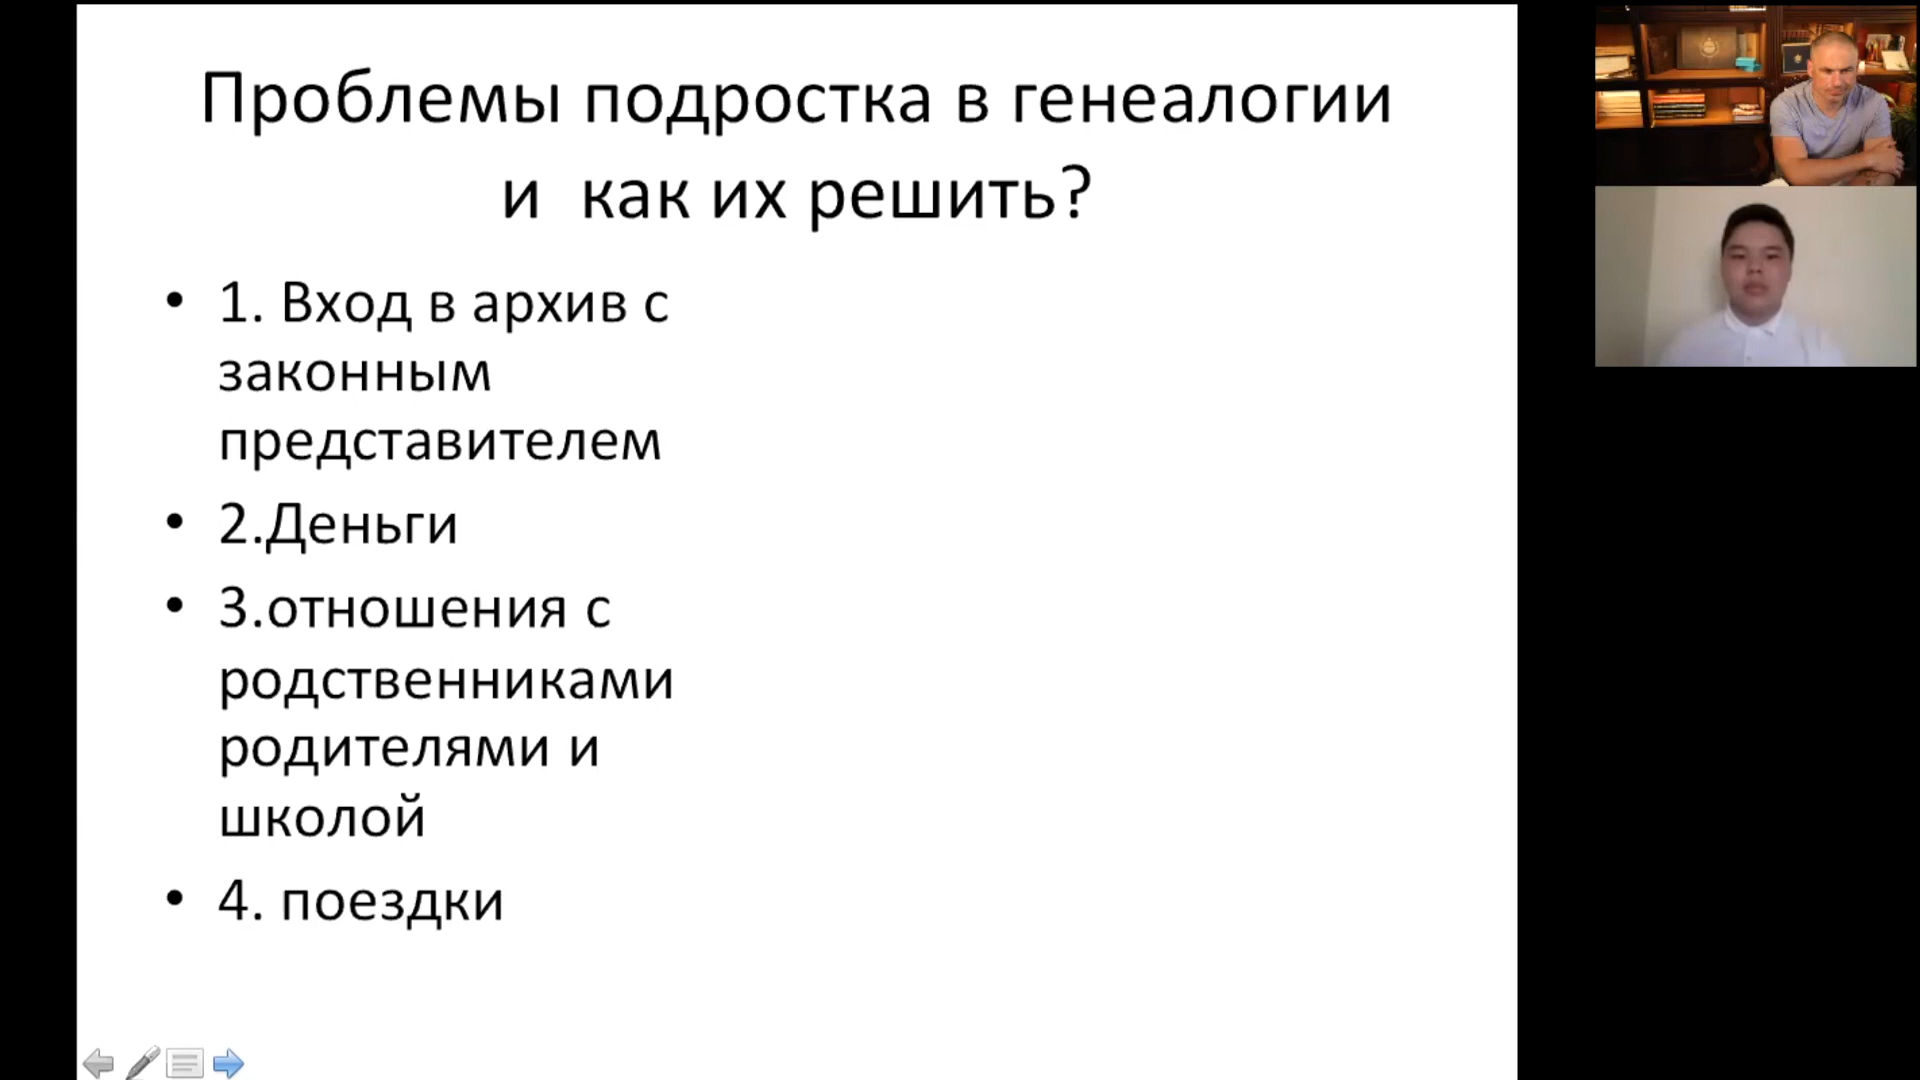 Проблемы подростка в генеалогии
и как их решить?
• 1. Вход в архив с
законным
представителем
• 2.Деньги
• 3.отношения с
родственниками
родителями и
школой
• 4. поездки